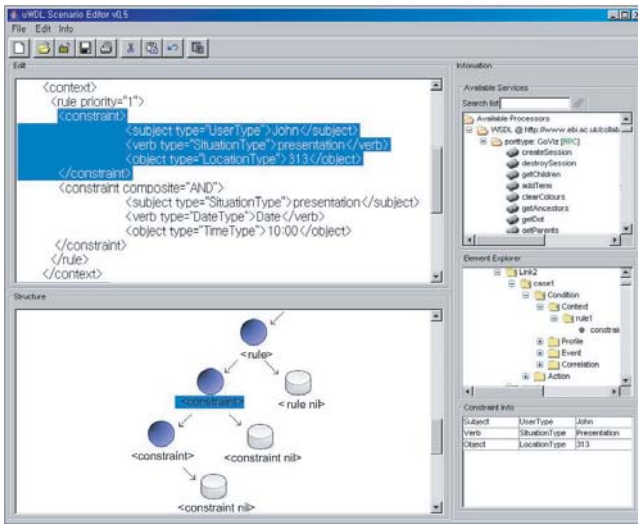 uWDL Scenario Editor v0.5
File Edit Info
Edit
<context>
<rule priority="1">
<constraint>
<subject type="UserType">John</subject>
<verb type="SituationType">presentation</verb>
<object type="LocationType">313</object>
</constraint>
<constraint composite="AND">
<subject type="SituationType">presentation</subject>
<verb type="DateType">Date</verb>
<object type="TimeType">10:00</object>
</constraint>
</rule>
</context>
Structure
<rule>
<constraint>
<rule nil>
<constraint>
<constraint nil>
<constraint nil>
Infomation
Available Services
Search list
Available Processors
WSDL @ http://www.ebi.ac.uk/collab
porttype: GoViz [RPC]
createSession
destroySession
getChildren
addTerm
clearColours
getAncestors
getDot
getParents
Element Explorer
Link2
case1
Condition
Context
rule1
constrai
Profile
Event
Correlation
Action
Constraint Info
Subject UserType John
Verb SituationType Presentation
Object LocationType 313